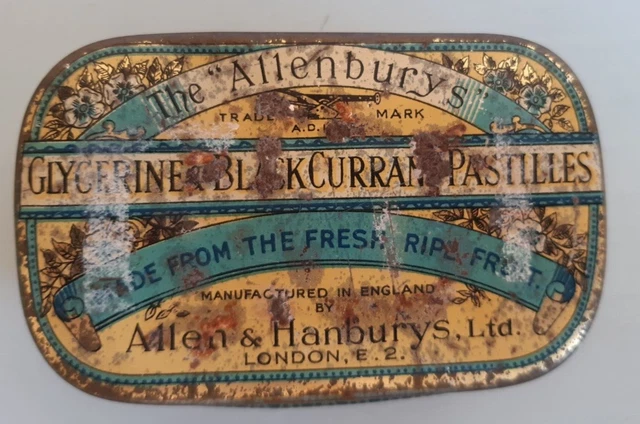 The "Allenburys"
TRADE MARK
A.D.
GLYCERINE & BLACK CURRANT PASTILLES
MADE FROM THE FRESH RIPE FRUIT.
MANUFACTURED IN ENGLAND
BY
Allen & Hanburys, Ltd.
LONDON, E.2.